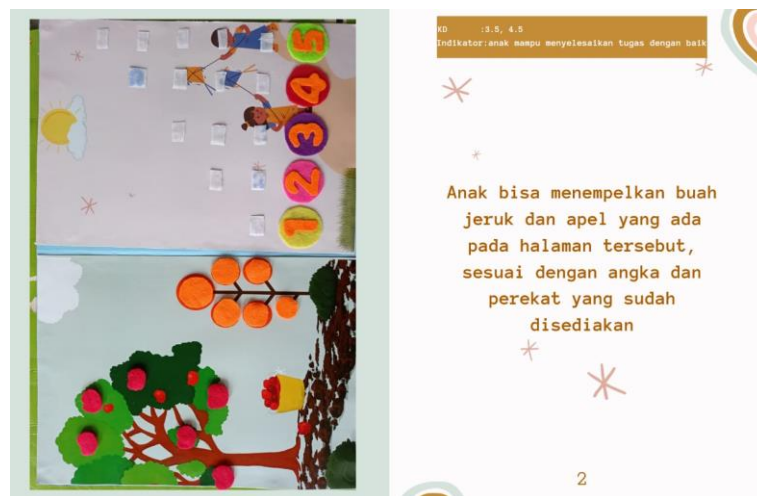 5
4
3
2
1
KD :3.5, 4.5
Indikator:anak mampu menyelesaikan tugas dengan baik
Anak bisa menempelkan buah
jeruk dan apel yang ada
pada halaman tersebut,
sesuai dengan angka dan
perekat yang sudah
disediakan
2